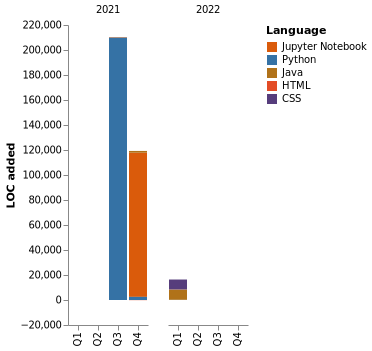 2021
2022
220,000
200,000
180,000
160,000
140,000
120,000
100,000
80,000
60,000
40,000
20,000
0
−20,000
LOC added
Q1
Q2
Q3
Q4
Q1
Q2
Q3
Q4
Language
Jupyter Notebook
Python
Java
HTML
CSS